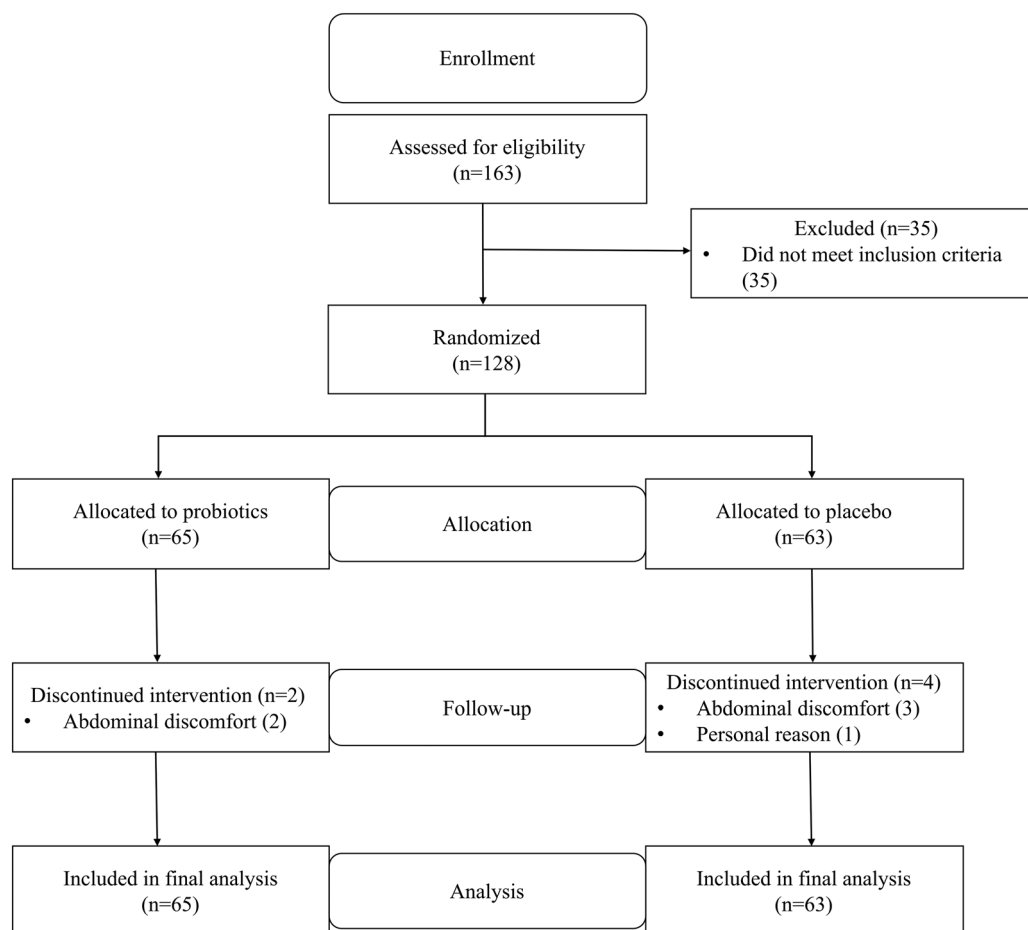 Enrollment
Assessed for eligibility
(n=163)
Excluded (n=35)
• Did not meet inclusion criteria
(35)
Randomized
(n=128)
Allocated to probiotics
(n=65)
Allocation
Allocated to placebo
(n=63)
Discontinued intervention (n=2)
• Abdominal discomfort (2)
Follow-up
Discontinued intervention (n=4)
• Abdominal discomfort (3)
• Personal reason (1)
Included in final analysis
(n=65)
Analysis
Included in final analysis
(n=63)